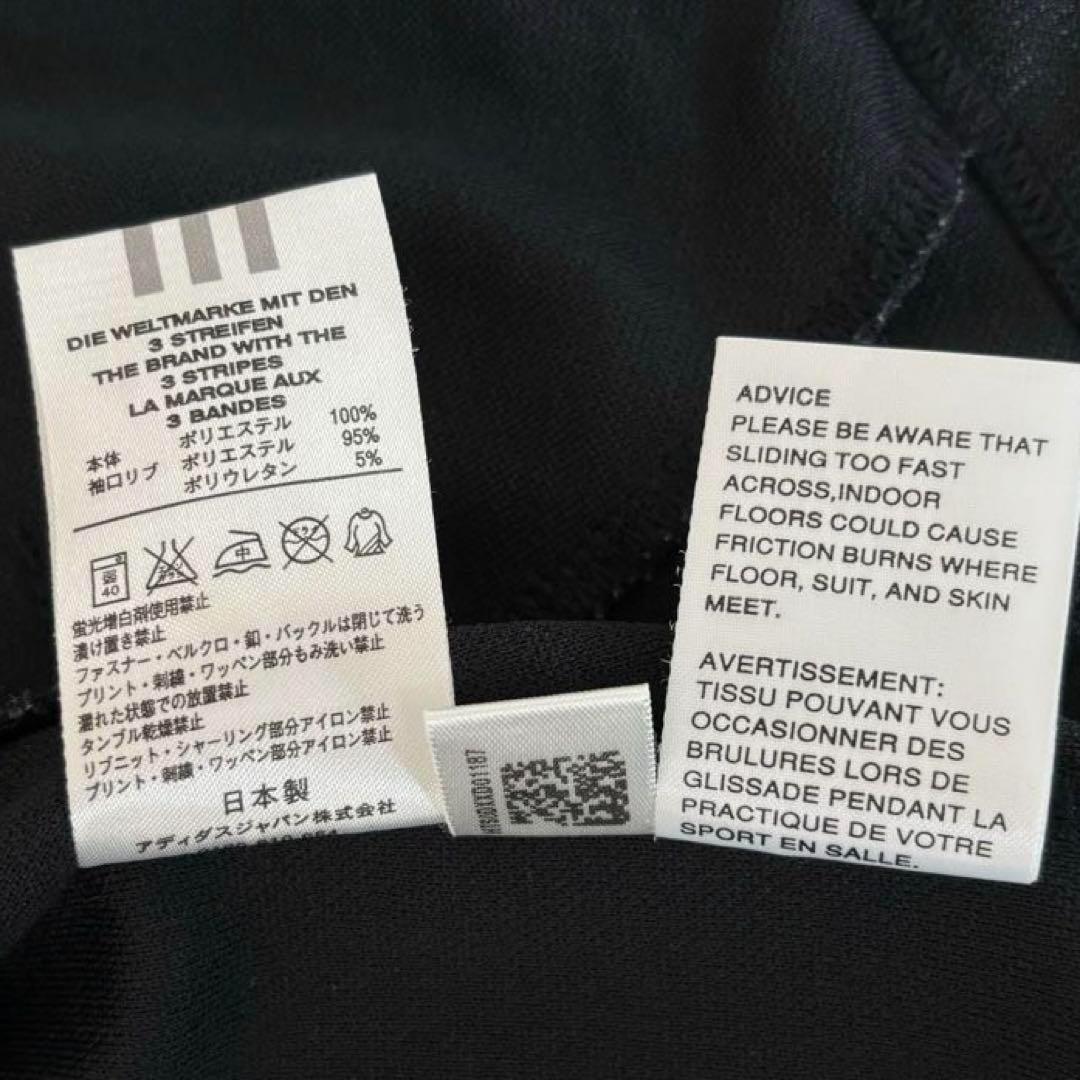 DIE WELTMARKE MIT DEN
3 STREIFEN
THE BRAND WITH THE
3 STRIPES
LA MARQUE AUX
3 BANDES
本体 ポリエステル 100%
袖口リブ ポリエステル 95%
ポリウレタン 5%
40
中
蛍光増白剤使用禁止
漬け置き禁止
ファスナー・ベルクロ・釦・バックルは閉じて洗う
プリント・刺繍・ワッペン部分もみ洗い禁止
濡れた状態での放置禁止
タンブル乾燥禁止
リブニット・シャーリング部分アイロン禁止
プリント・刺繍・ワッペン部分アイロン禁止
日本製
アディダスジャパン株式会社
ADVICE
PLEASE BE AWARE THAT
SLIDING TOO FAST
ACROSS,INDOOR
FLOORS COULD CAUSE
FRICTION BURNS WHERE
FLOOR, SUIT, AND SKIN
MEET.
AVERTISSEMENT:
TISSU POUVANT VOUS
OCCASIONNER DES
BRULURES LORS DE
GLISSADE PENDANT LA
PRACTIQUE DE VOTRE
SPORT EN SALLE.